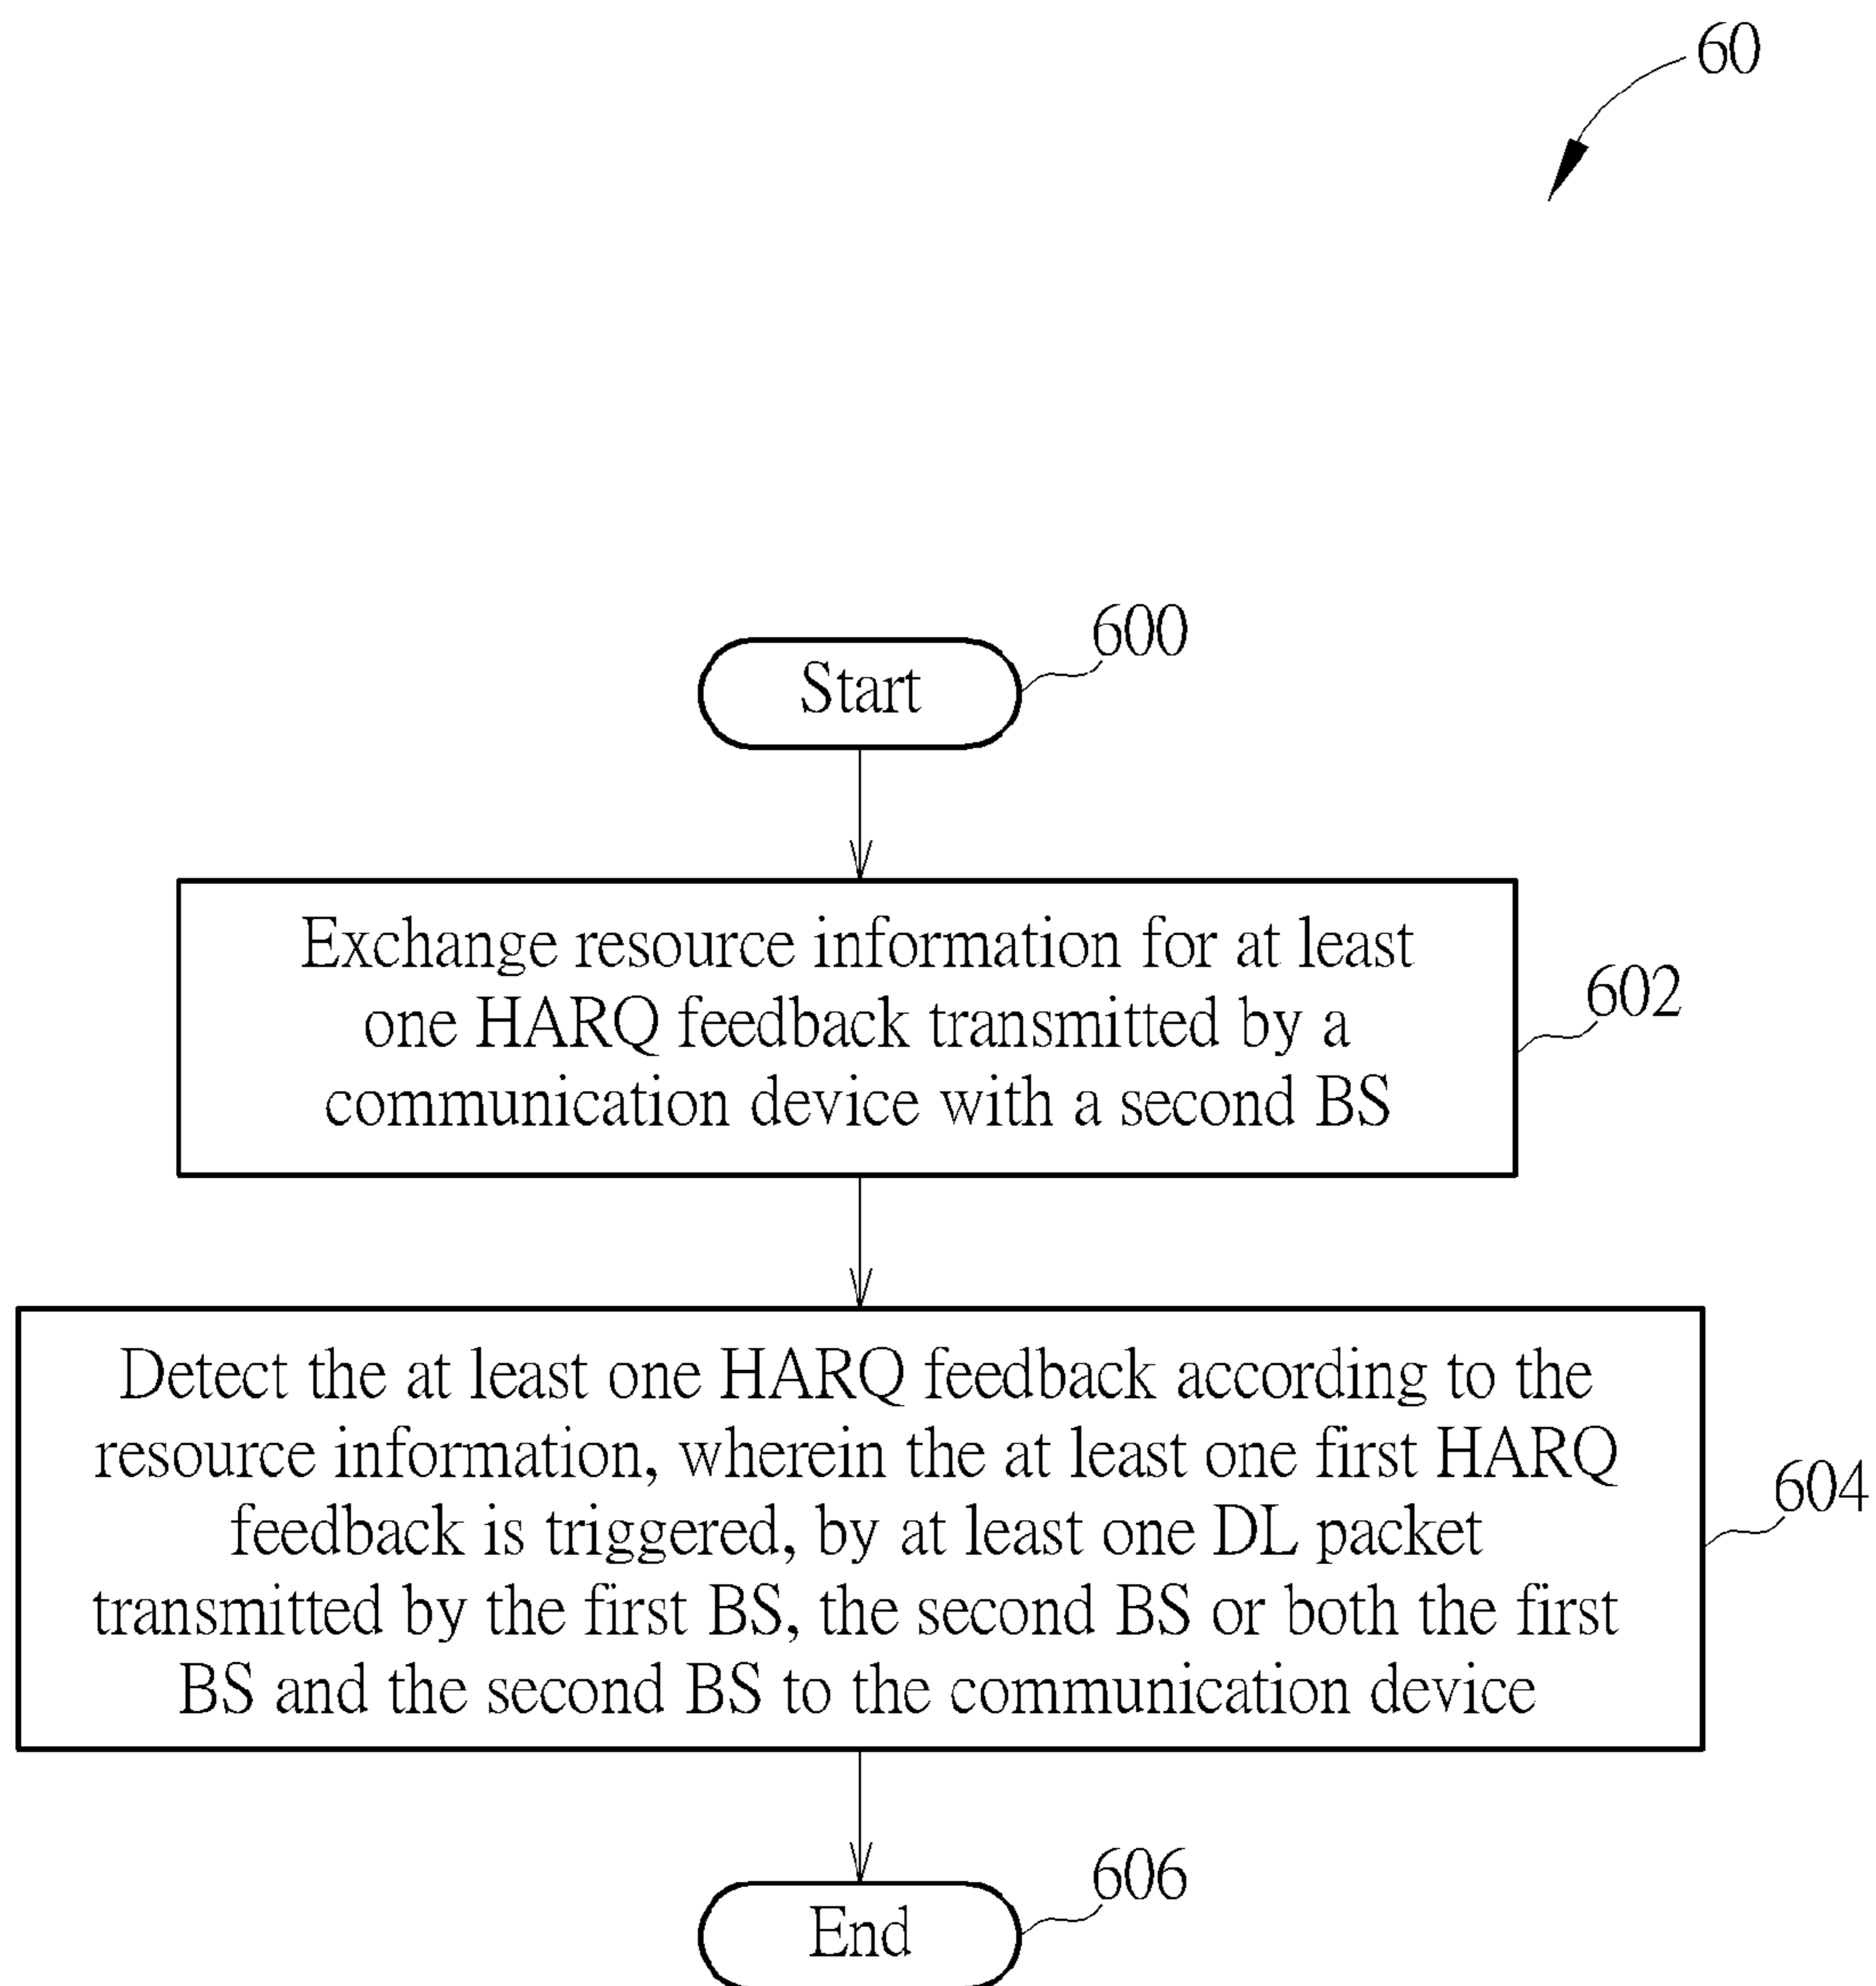 60
Start
600
Exchange resource information for at least
one HARQ feedback transmitted by a
communication device with a second BS
602
Detect the at least one HARQ feedback according to the
resource information, wherein the at least one first HARQ
feedback is triggered, by at least one DL packet
transmitted by the first BS, the second BS or both the first
BS and the second BS to the communication device
604
End
606